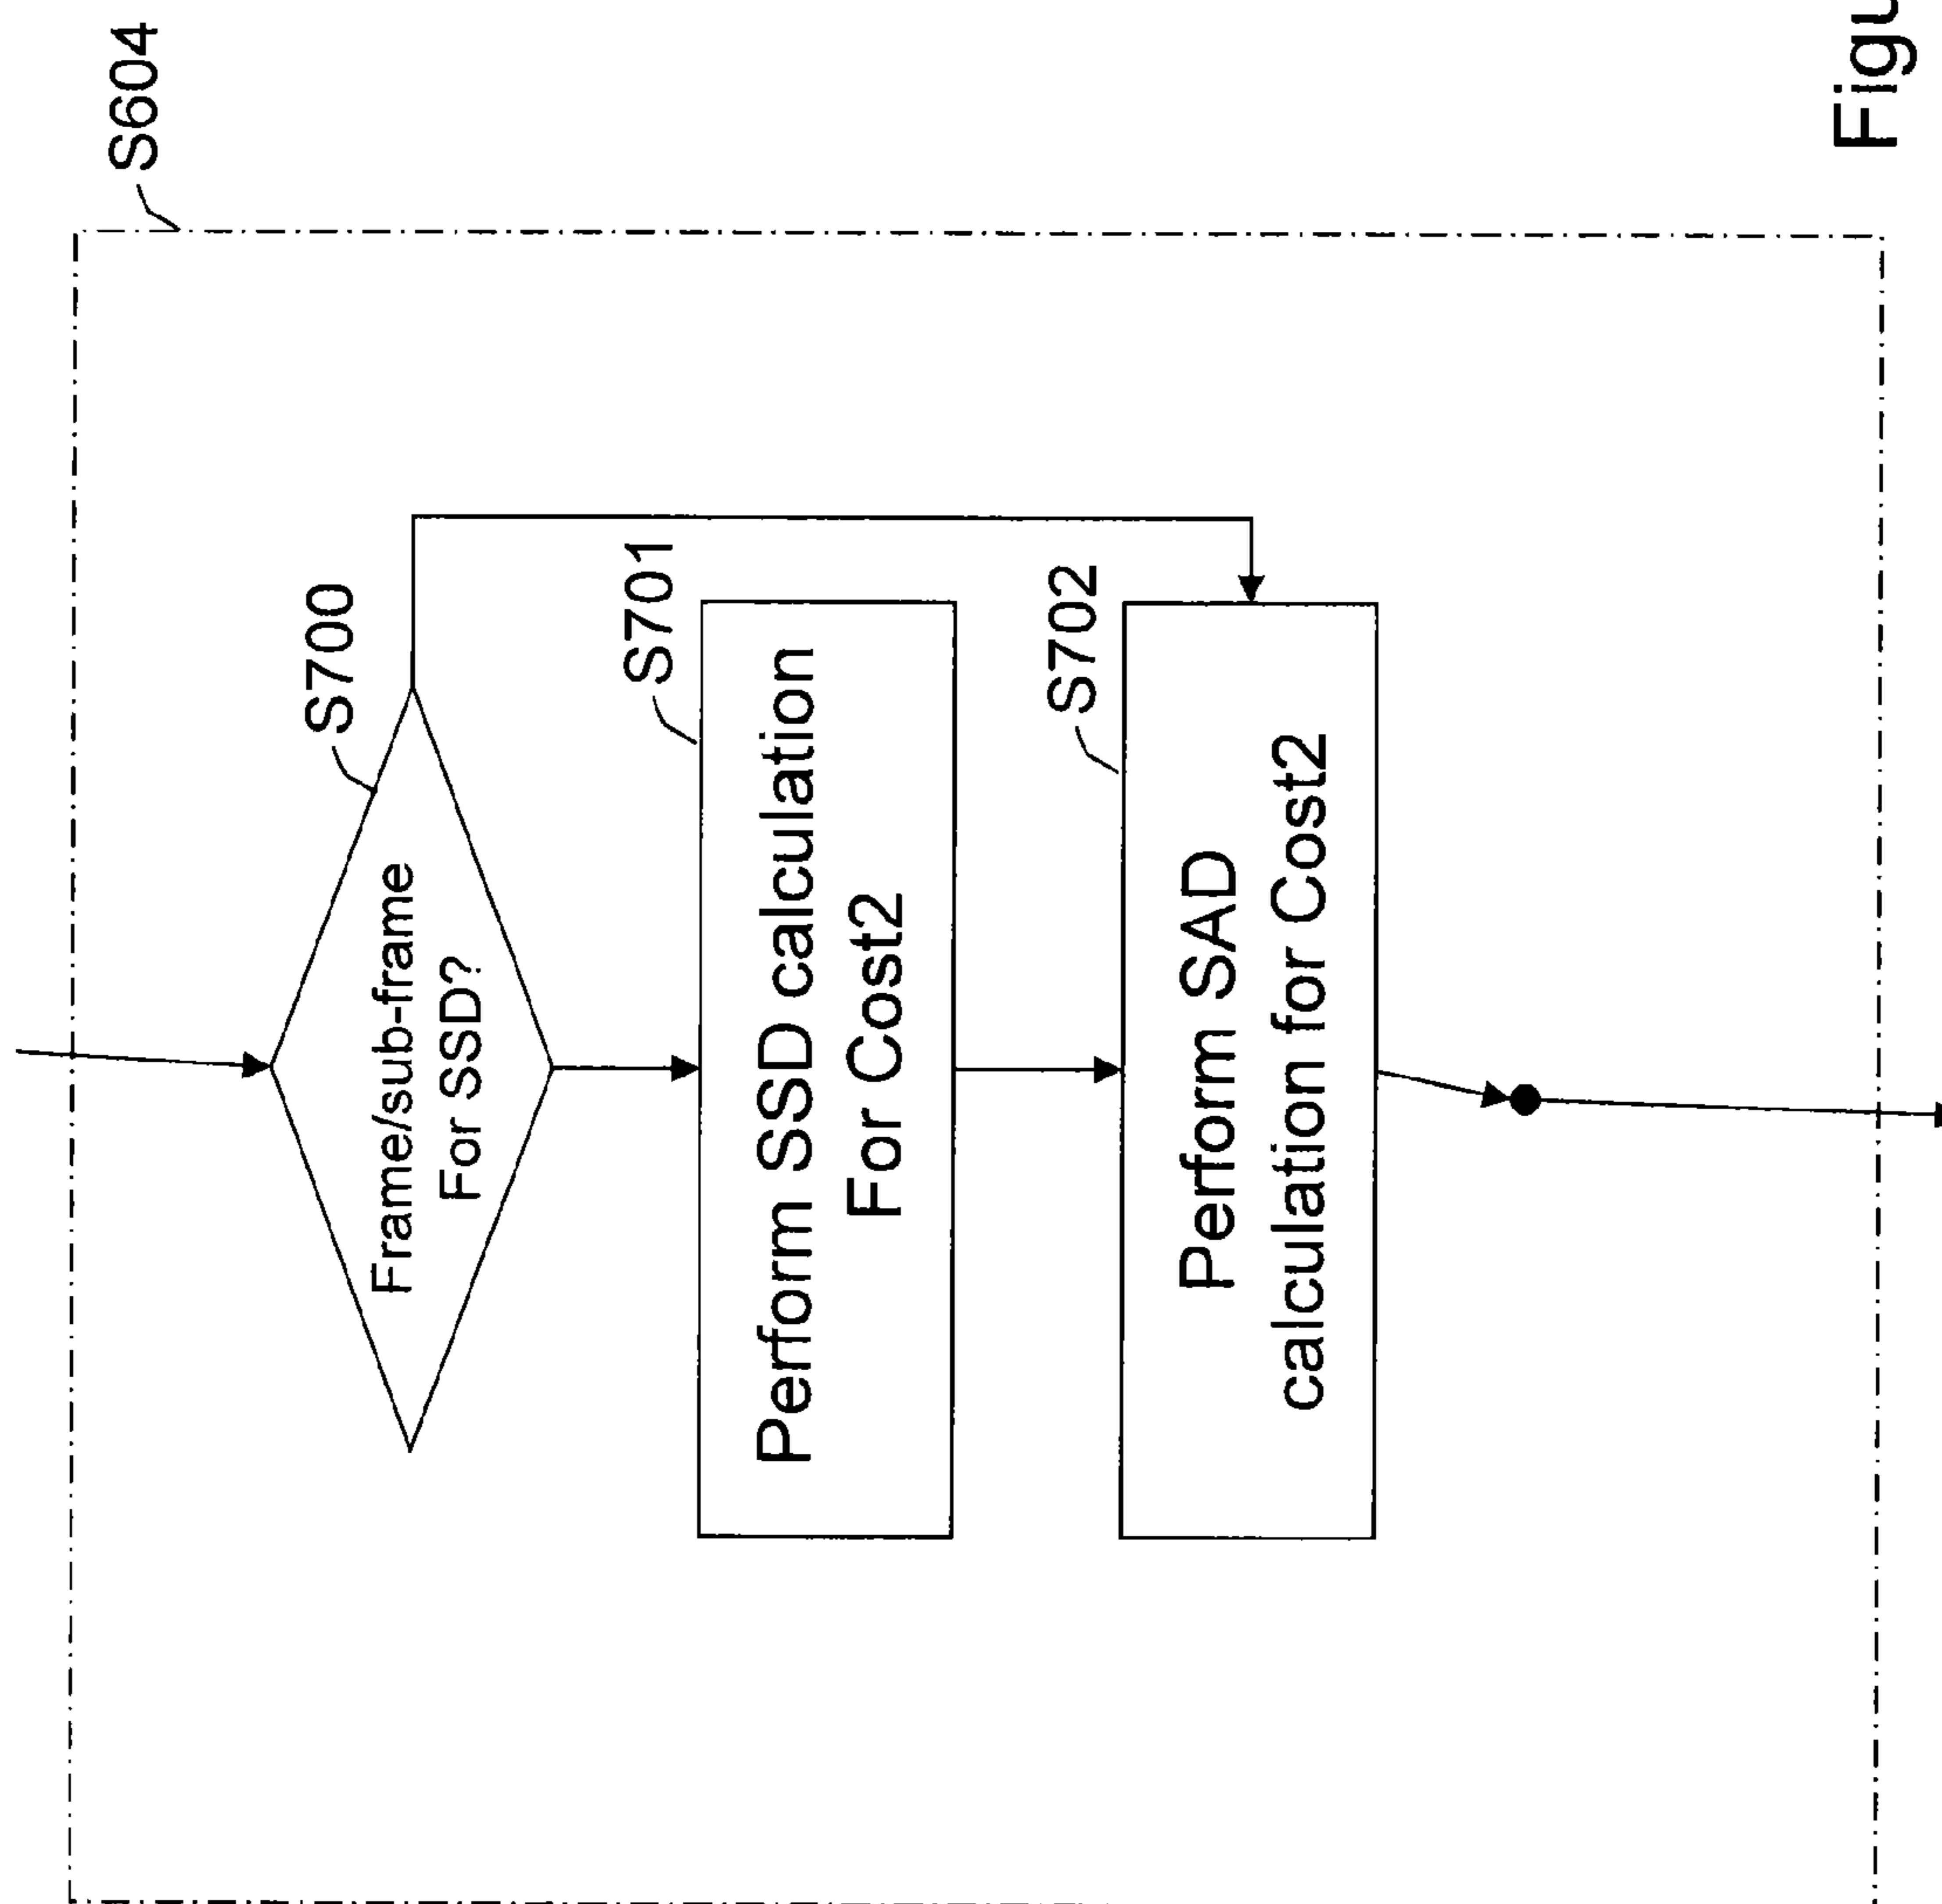 S604
S700
Frame/sub-frame
For SSD?
S701
Perform SSD calculation
For Cost2
S702
Perform SAD
calculation for Cost2
Figu